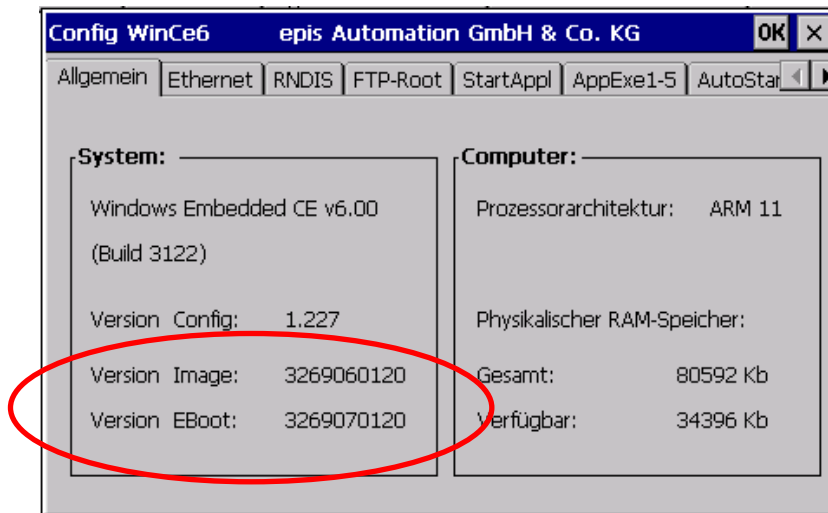 Config WinCe6 epis Automation GmbH & Co. KG OK ×
Allgemein Ethernet RNDIS FTP-Root StartAppl AppExe1-5 AutoStar
System:
Windows Embedded CE v6.00
(Build 3122)
Version Config: 1.227
Version Image: 3269060120
Version EBoot: 3269070120
Computer:
Prozessorarchitektur: ARM 11
Physikalischer RAM-Speicher:
Gesamt: 80592 Kb
Verfügbar: 34396 Kb